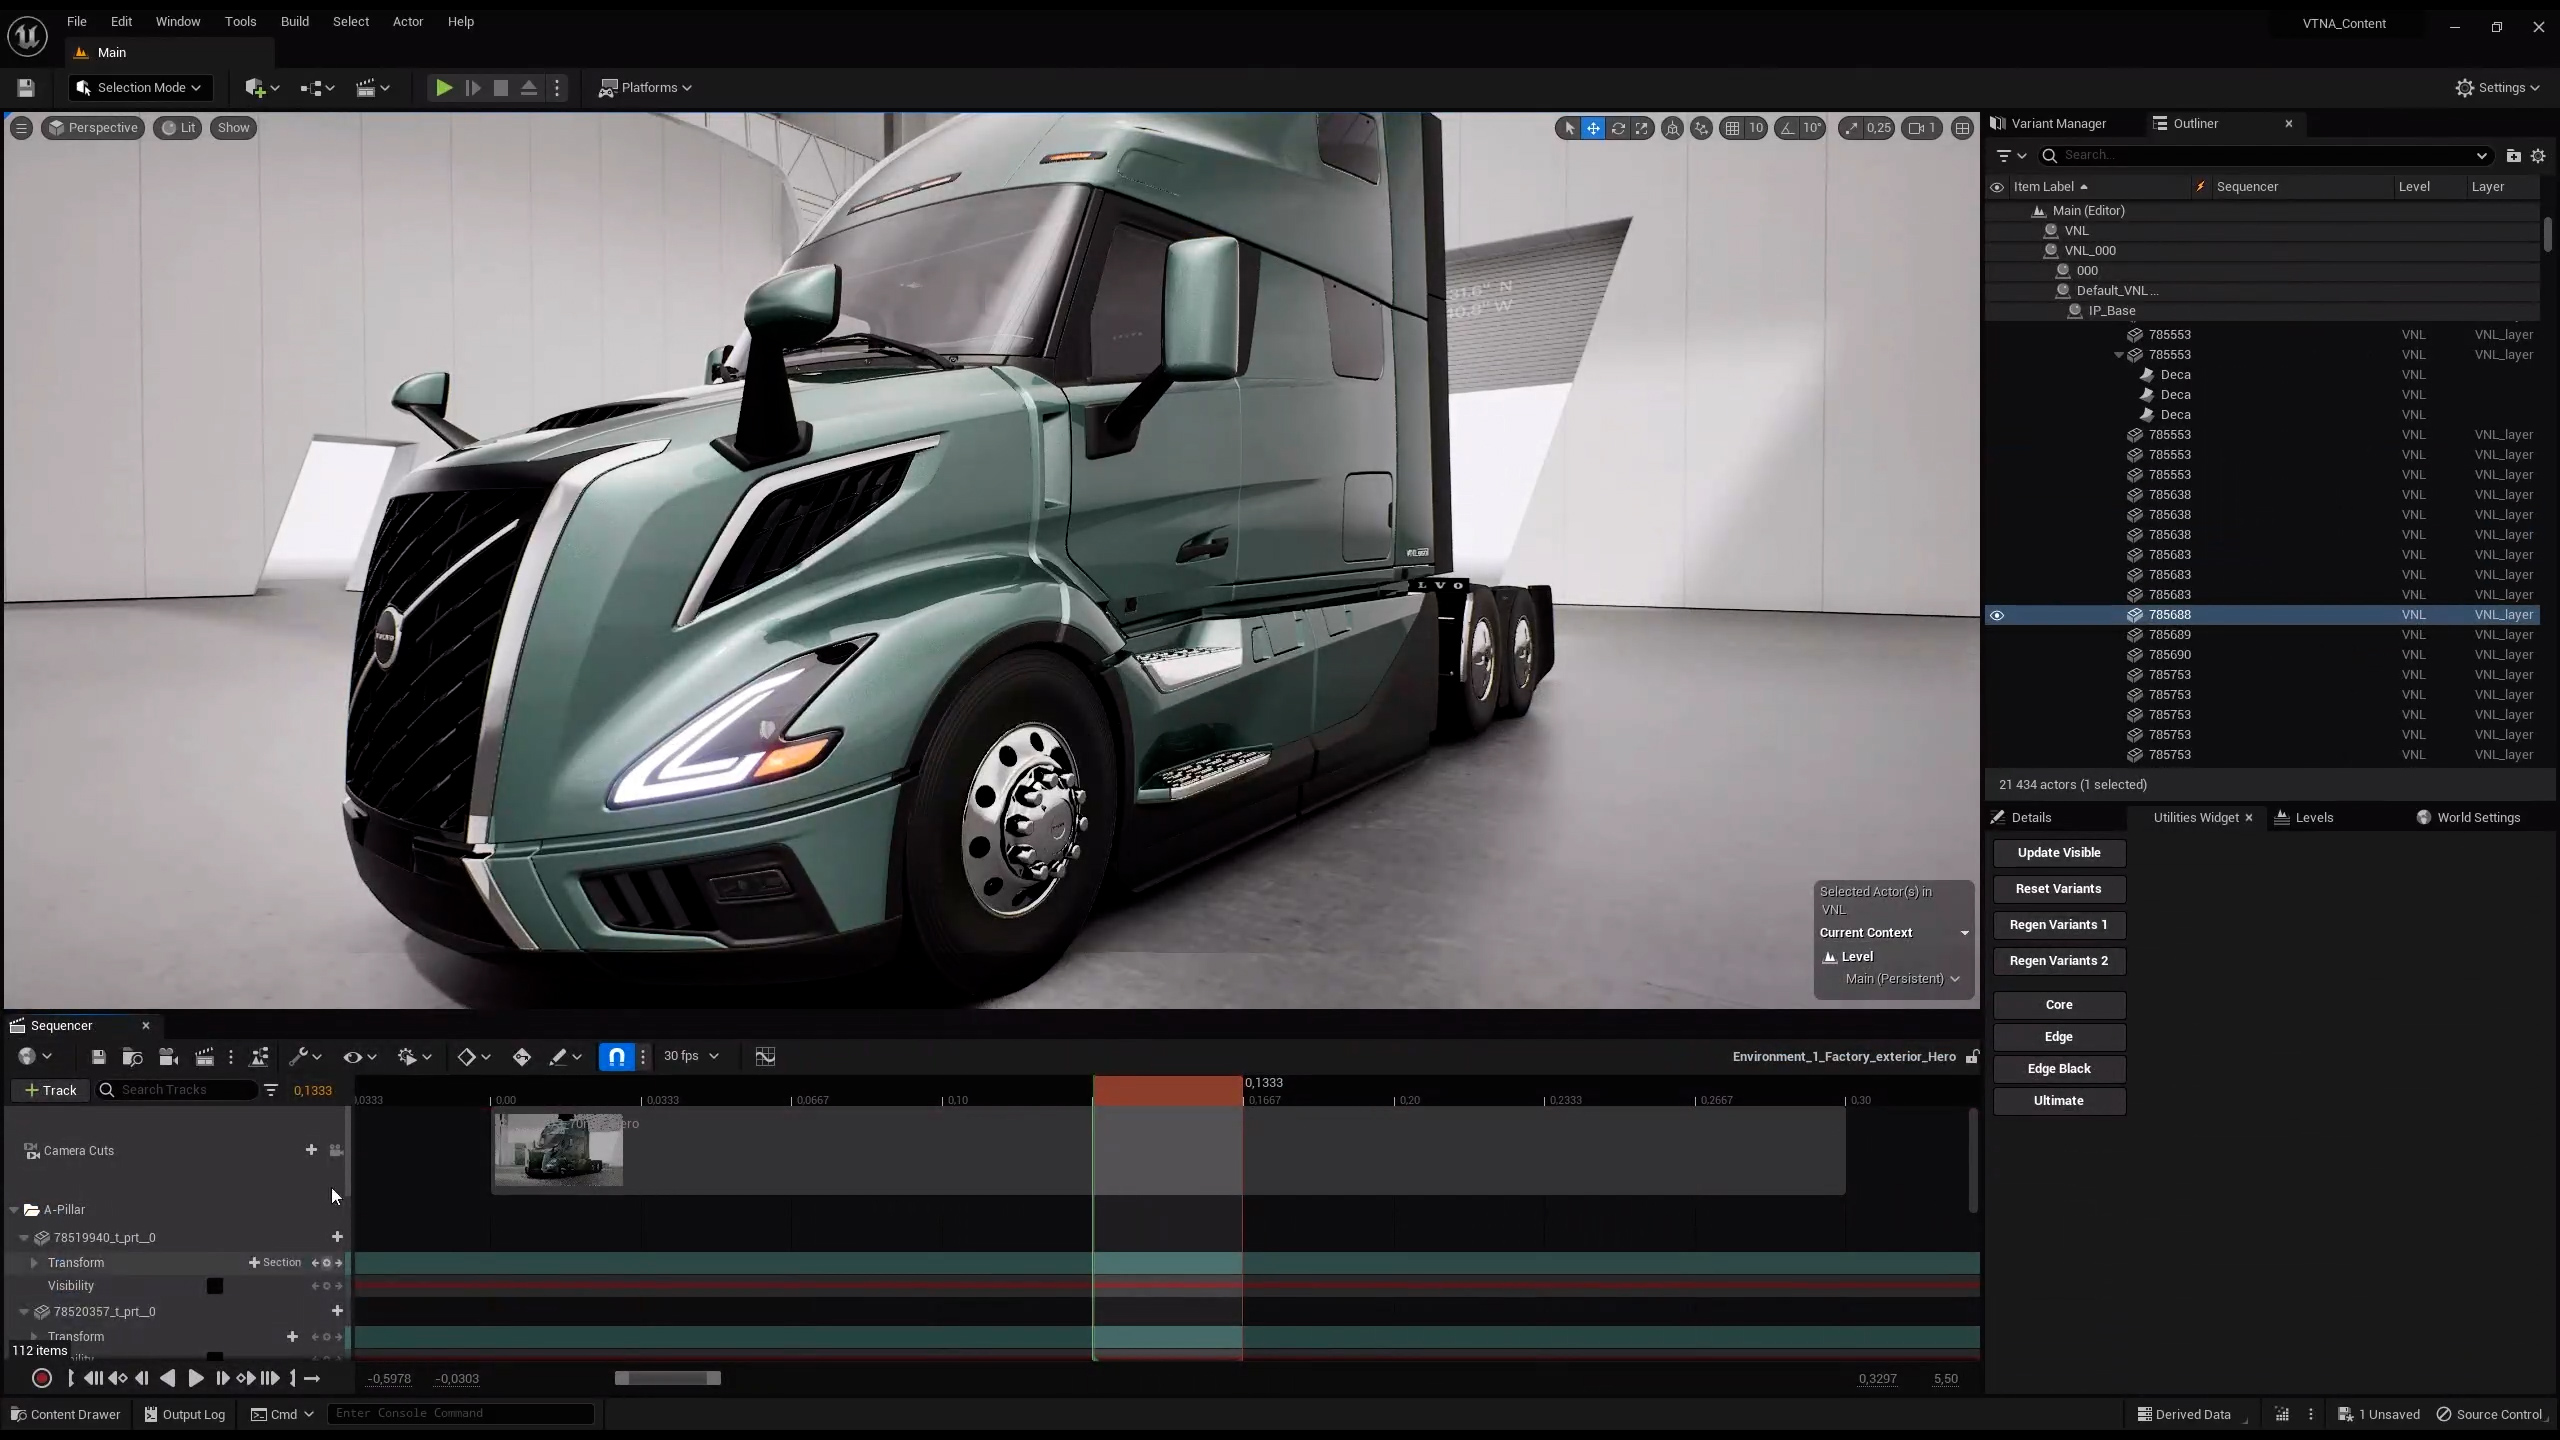 File Edit Window Tools Build Select Actor Help
VTNA_Content
Main
Selection Mode
Platforms
Settings
Perspective
Lit
Show
10
10°
0,25
1
Variant Manager
Outliner
Search...
Item Label
Sequencer
Level
Layer
Main (Editor)
VNL
VNL_000
000
Default_VNL...
IP_Base
785553 VNL VNL_layer
785553 VNL VNL_layer
Deca VNL
Deca VNL
Deca VNL
785553 VNL VNL_layer
785553 VNL VNL_layer
785553 VNL VNL_layer
785638 VNL VNL_layer
785638 VNL VNL_layer
785638 VNL VNL_layer
785683 VNL VNL_layer
785683 VNL VNL_layer
785683 VNL VNL_layer
785688 VNL VNL_layer
785689 VNL VNL_layer
785690 VNL VNL_layer
785753 VNL VNL_layer
785753 VNL VNL_layer
785753 VNL VNL_layer
785753 VNL VNL_layer
785753 VNL VNL_layer
21 434 actors (1 selected)
31.6" N
40.8" W
LVO
Selected Actor(s) in
VNL
Current Context
Level
Main (Persistent)
Details
Utilities Widget
Levels
World Settings
Update Visible
Reset Variants
Regen Variants 1
Regen Variants 2
Core
Edge
Edge Black
Ultimate
Sequencer
30 fps
Environment_1_Factory_exterior_Hero
Track
Search Tracks
0,1333
0,0333
0,00
0,0333
0,0667
0,10
0,1333
0,1667
0,20
0,2333
0,2667
0,30
Camera Cuts
A-Pillar
78519940_t_prt__0
Transform
Section
Visibility
78520357_t_prt__0
Transform
112 items
-0,5978
-0,0303
0,3297
5,50
Content Drawer
Output Log
Cmd
Enter Console Command
Derived Data
1 Unsaved
Source Control